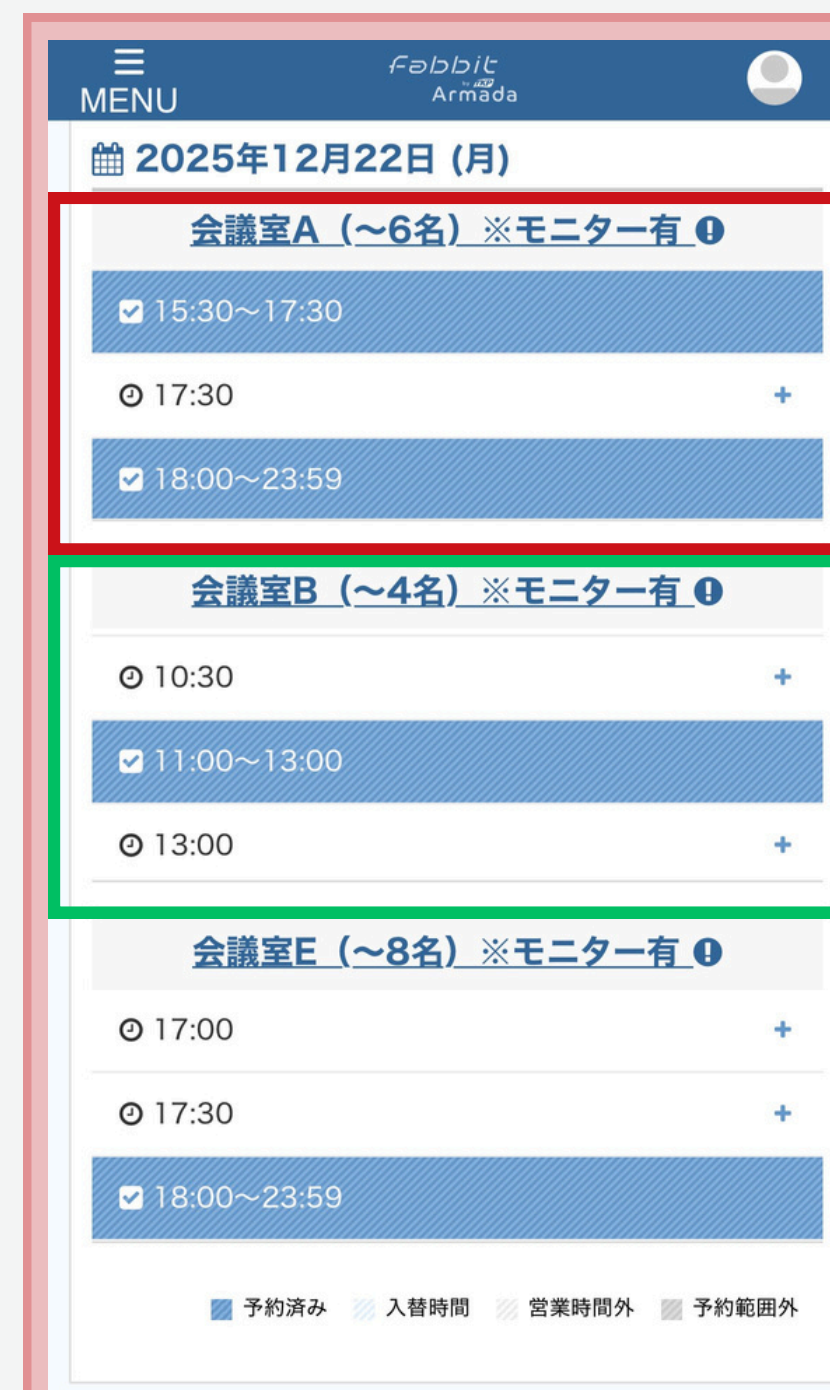 MENU
fabbit
by TKP
Armada
2025年12月22日 (月)
会議室A（～6名）※モニター有
15:30～17:30
17:30
18:00～23:59
会議室B（～4名）※モニター有
10:30
11:00～13:00
13:00
会議室E（～8名）※モニター有
17:00
17:30
18:00～23:59
予約済み 入替時間 営業時間外 予約範囲外